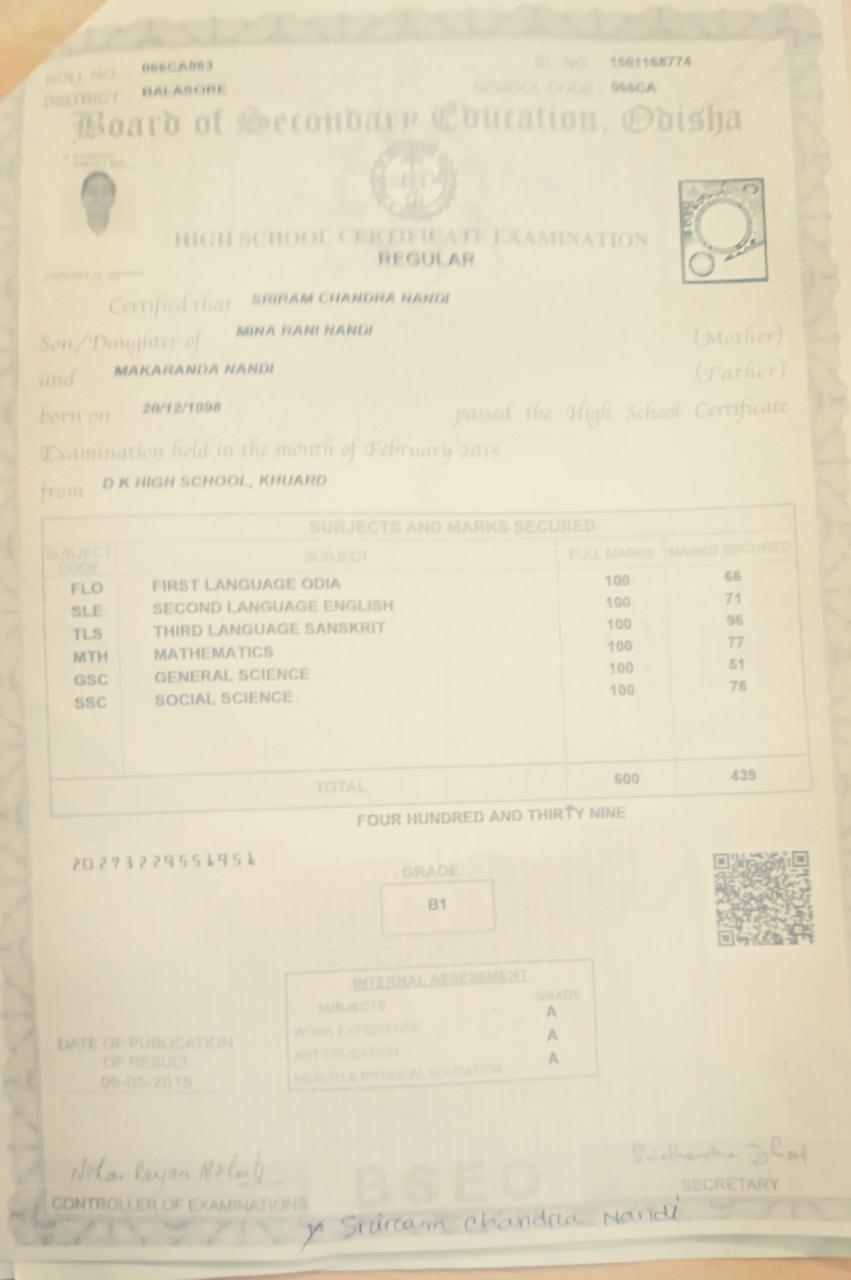 ROLL NO. : 066CA063 SL. NO. : 1501168774
DISTRICT : BALASORE SCHOOL CODE : 066CA
Board of Secondary Education, Odisha
HIGH SCHOOL CERTIFICATE EXAMINATION
REGULAR
Certified that SRIRAM CHANDRA NANDI
Son/Daughter of MINA RANI NANDI (Mother)
and MAKARANDA NANDI (Father)
born on 20/12/1998 passed the High School Certificate
Examination held in the month of February 2015
from D K HIGH SCHOOL, KHUARD
SUBJECTS AND MARKS SECURED
SUBJECT CODE SUBJECT FULL MARKS MARKS SECURED
FLO FIRST LANGUAGE ODIA 100 66
SLE SECOND LANGUAGE ENGLISH 100 71
TLS THIRD LANGUAGE SANSKRIT 100 96
MTH MATHEMATICS 100 77
GSC GENERAL SCIENCE 100 51
SSC SOCIAL SCIENCE 100 78
TOTAL 600 439
FOUR HUNDRED AND THIRTY NINE
20273229551951
GRADE
B1
INTERNAL ASSESSMENT
SUBJECTS GRADE
WORK EXPERIENCE A
ART EDUCATION A
HEALTH & PHYSICAL EDUCATION A
DATE OF PUBLICATION
OF RESULT
06-05-2015
CONTROLLER OF EXAMINATIONS
BSEO
SECRETARY
Sriram Chandra Nandi